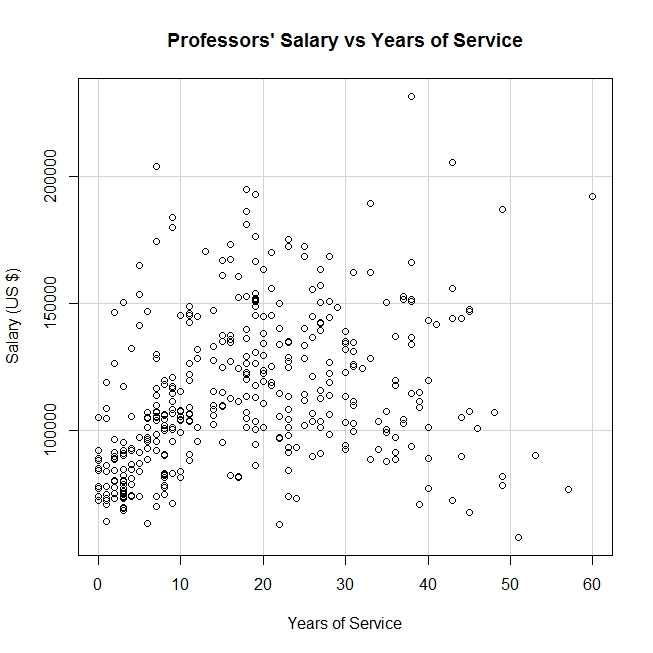 Professors' Salary vs Years of Service
Salary (US $)
200000
150000
100000
0 10 20 30 40 50 60
Years of Service